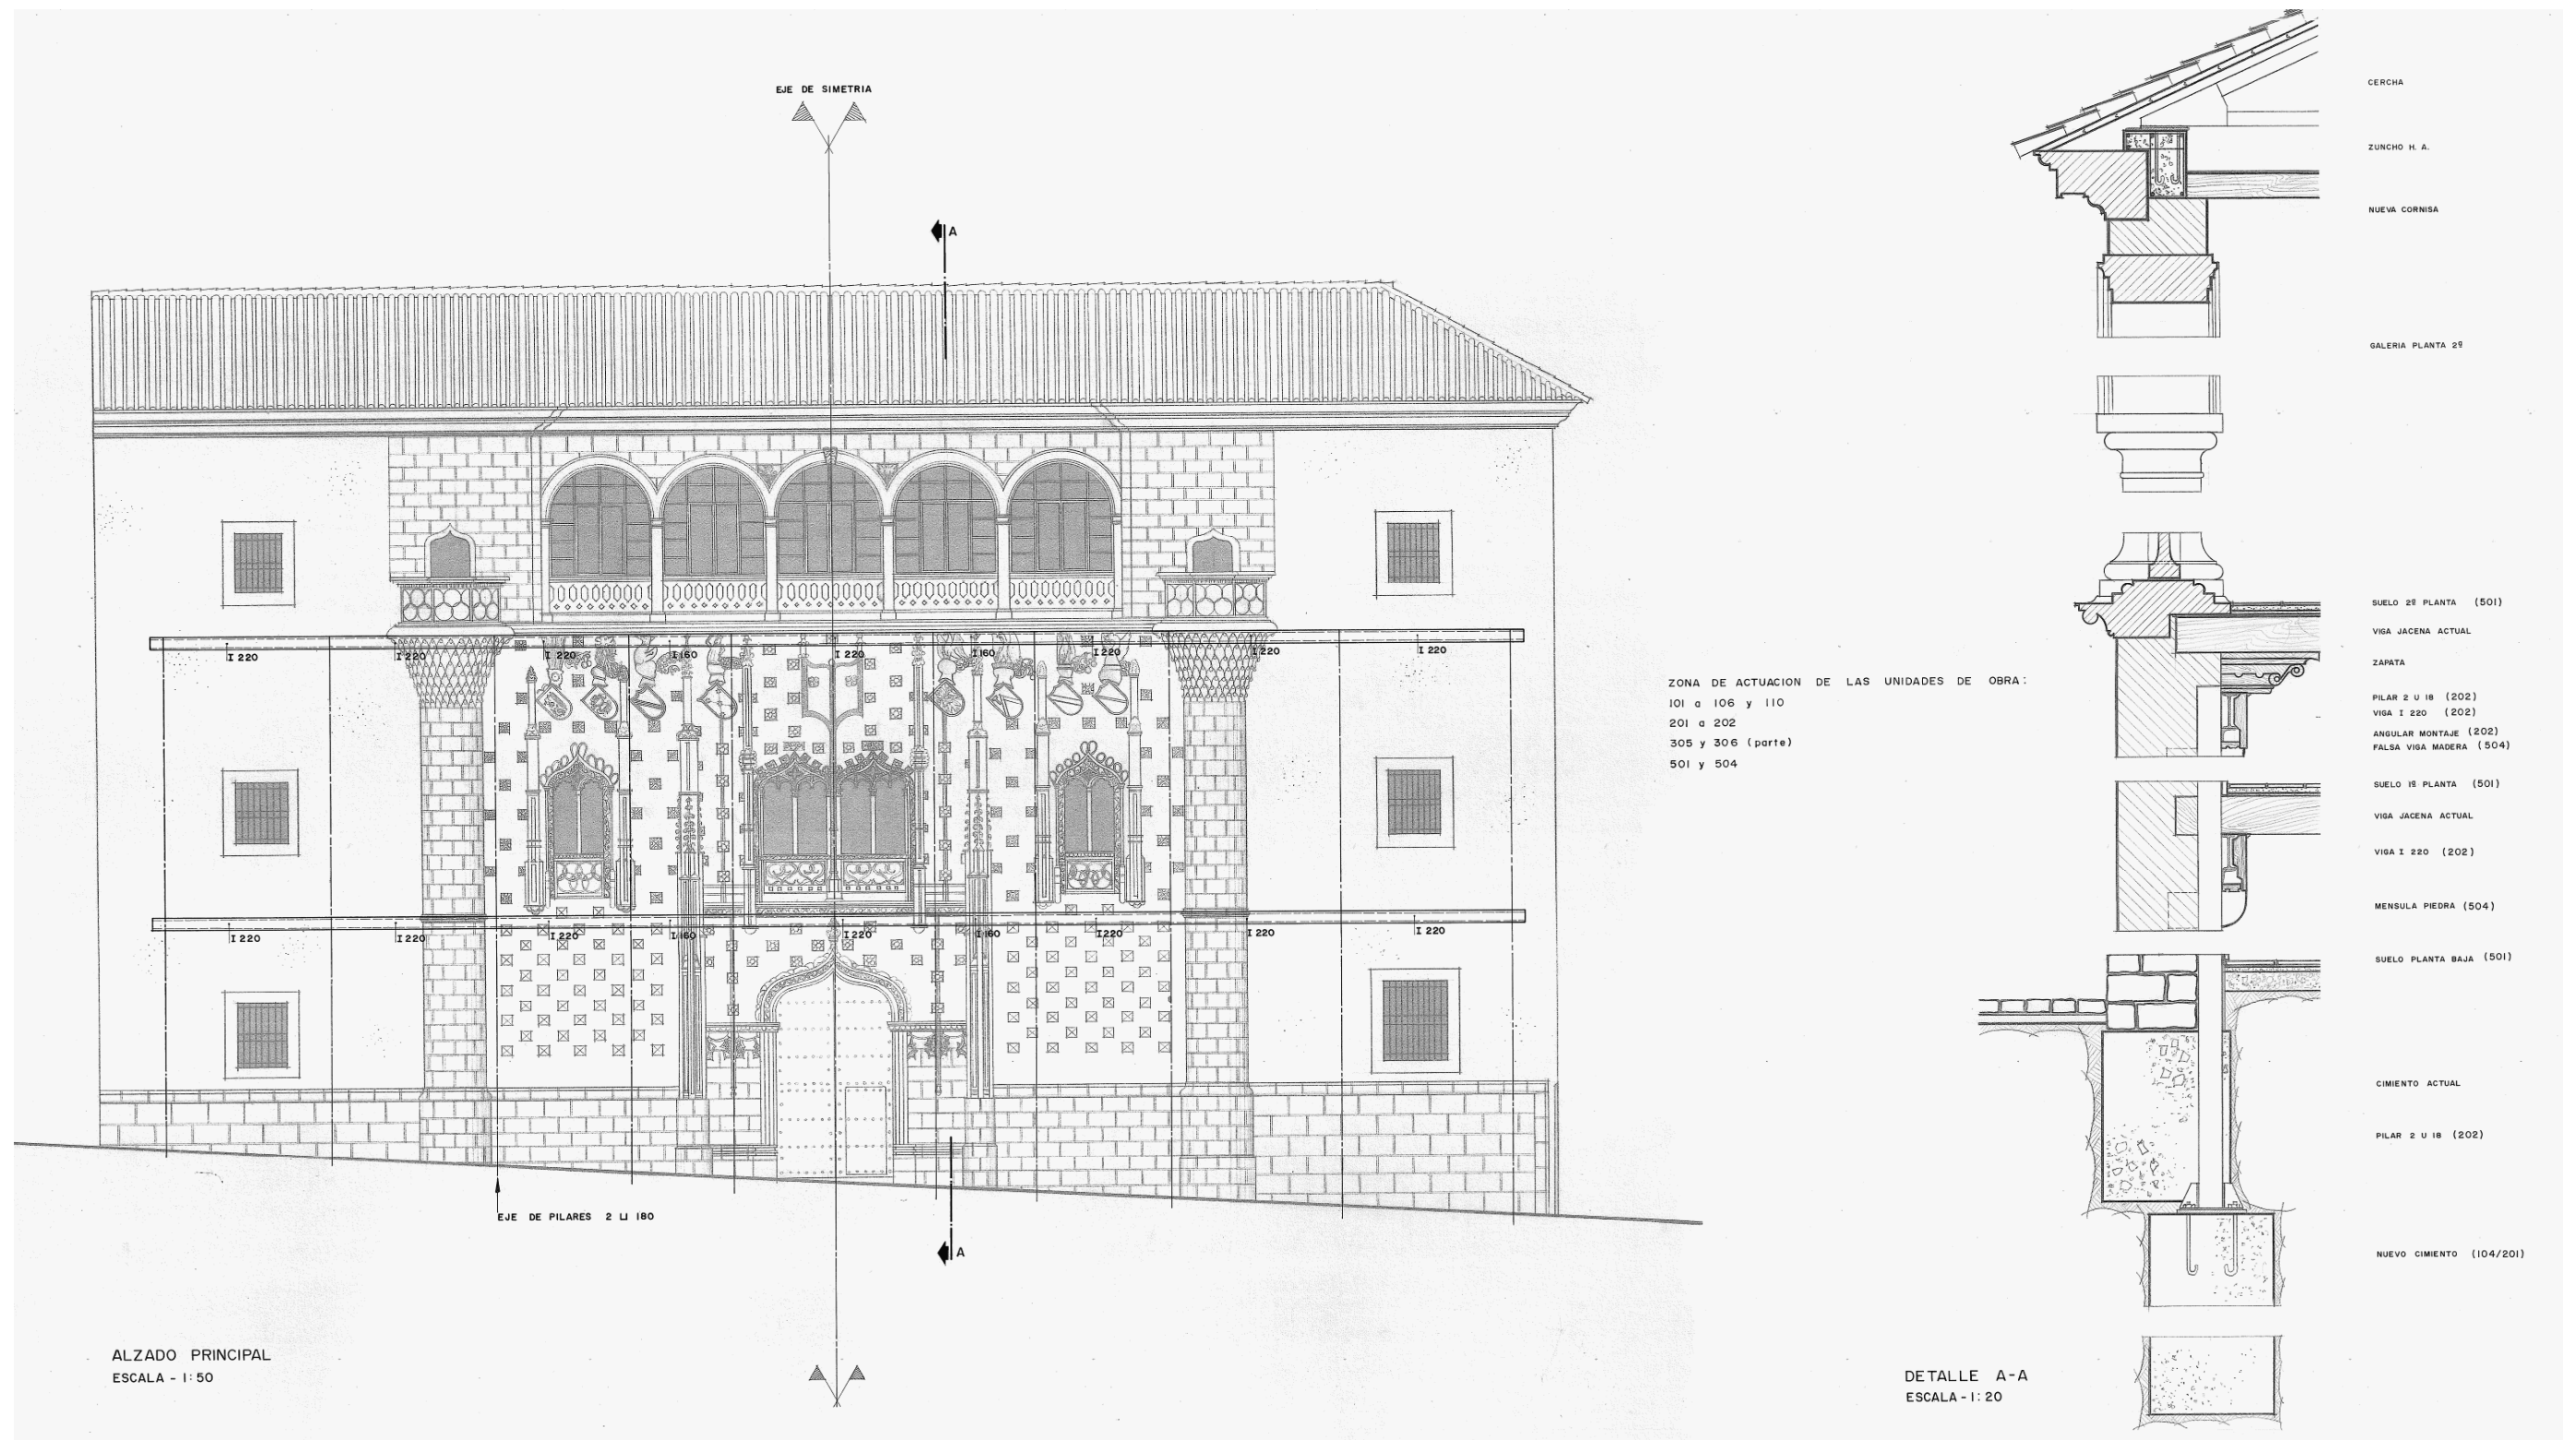 EJE DE SIMETRIA
A
I 220
I 220
I 220
I 160
I 220
I 160
I 220
I 220
I 220
I 220
I 220
I 220
I 160
I 220
I 160
I 220
I 220
I 220
EJE DE PILARES 2 U 180
A
ALZADO PRINCIPAL
ESCALA - 1:50
ZONA DE ACTUACION DE LAS UNIDADES DE OBRA:
101 a 106 y 110
201 a 202
305 y 306 (parte)
501 y 504
CERCHA
ZUNCHO H. A.
NUEVA CORNISA
GALERIA PLANTA 2ª
SUELO 2ª PLANTA (501)
VIGA JACENA ACTUAL
ZAPATA
PILAR 2 U 18 (202)
VIGA I 220 (202)
ANGULAR MONTAJE (202)
FALSA VIGA MADERA (504)
SUELO 1ª PLANTA (501)
VIGA JACENA ACTUAL
VIGA I 220 (202)
MENSULA PIEDRA (504)
SUELO PLANTA BAJA (501)
CIMIENTO ACTUAL
PILAR 2 U 18 (202)
NUEVO CIMIENTO (104/201)
DETALLE A-A
ESCALA - 1:20